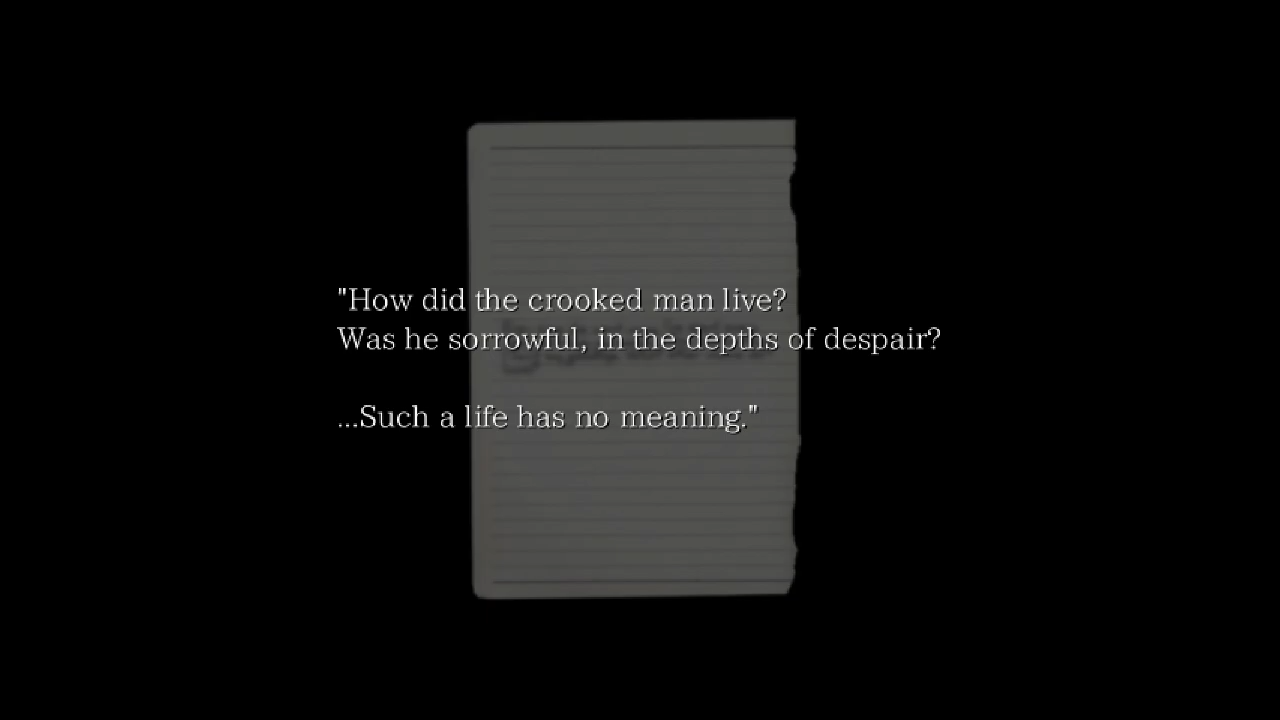 "How did the crooked man live?
Was he sorrowful, in the depths of despair?
...Such a life has no meaning."